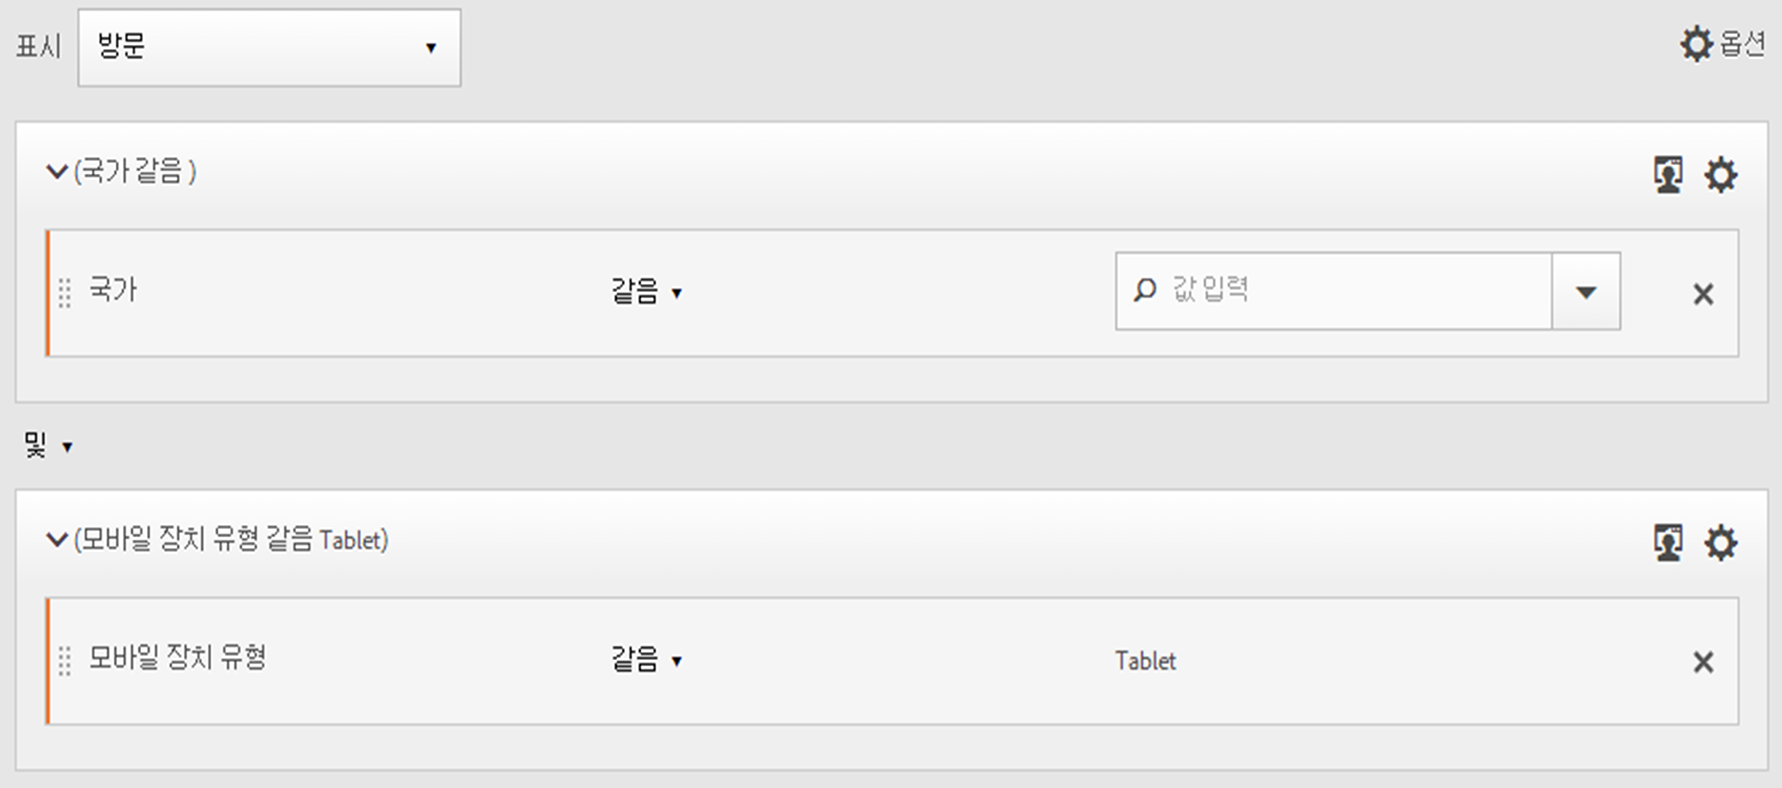 표시 방문 옵션
(국가 같음 )
국가 같음 값 입력
및
(모바일 장치 유형 같음 Tablet)
모바일 장치 유형 같음 Tablet